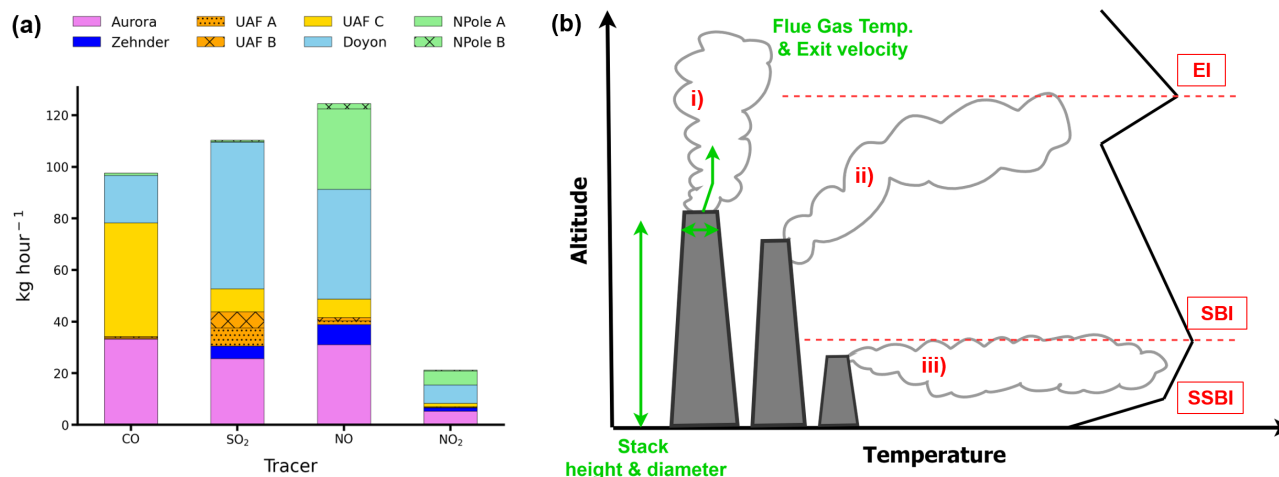 (a)
Aurora
UAF A
UAF C
NPole A
Zehnder
UAF B
Doyon
NPole B
kg hour⁻¹
120
100
80
60
40
20
0
CO
SO₂
NO
NO₂
Tracer
(b)
Flue Gas Temp.
& Exit velocity
EI
i)
ii)
Altitude
SBI
iii)
SSBI
Stack
height & diameter
Temperature